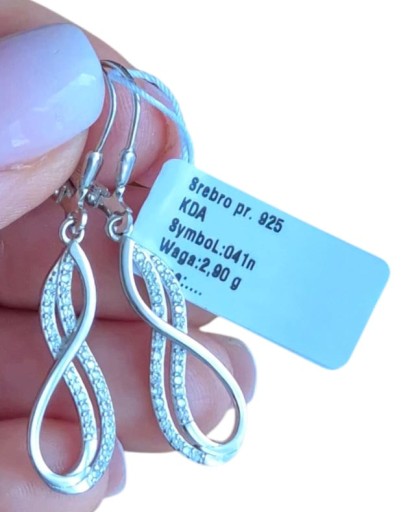 Srebro pr. 925
KDA
Symbol:041n
Waga:2,90 g